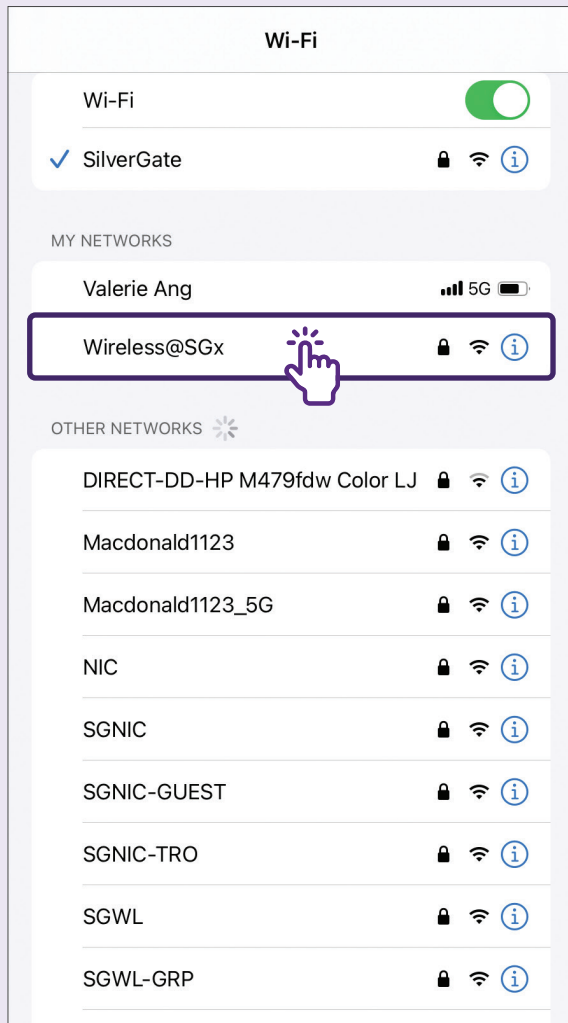 Wi-Fi
Wi-Fi
SilverGate
MY NETWORKS
Valerie Ang 5G
Wireless@SGx
OTHER NETWORKS
DIRECT-DD-HP M479fdw Color LJ
Macdonald1123
Macdonald1123_5G
NIC
SGNIC
SGNIC-GUEST
SGNIC-TRO
SGWL
SGWL-GRP